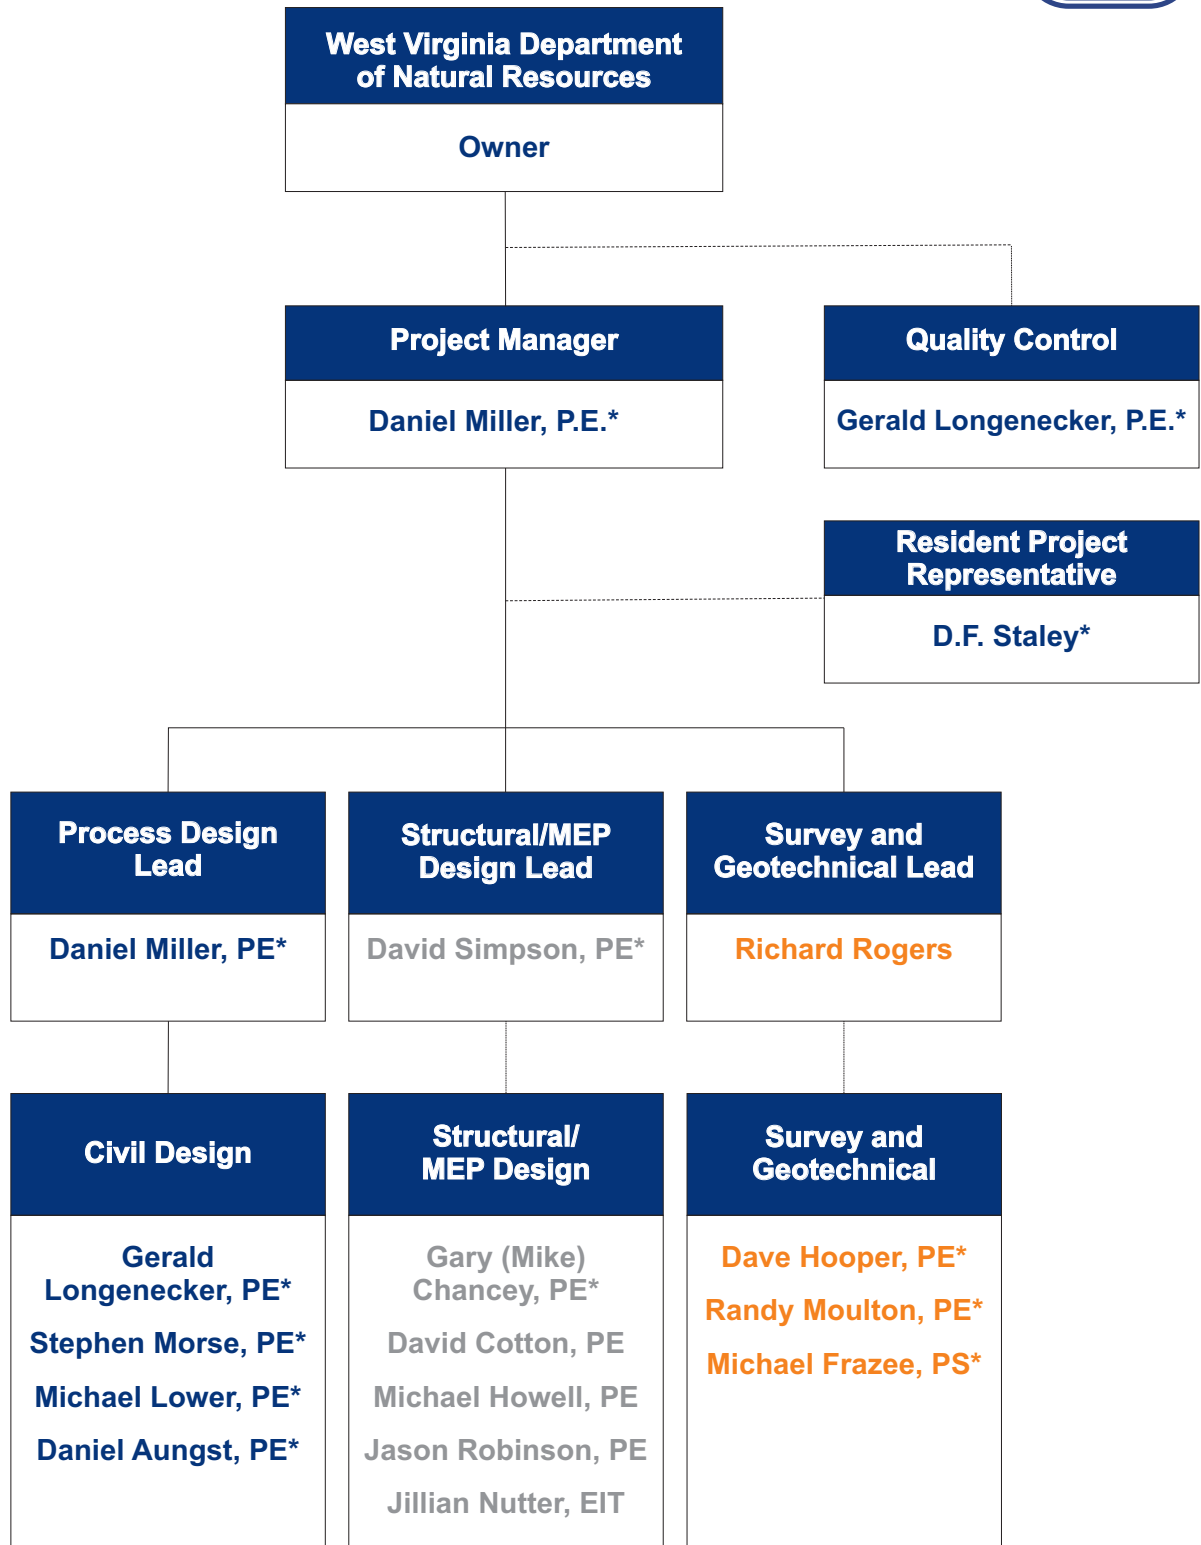 West Virginia Department
of Natural Resources
Owner
Project Manager
Daniel Miller, P.E.*
Quality Control
Gerald Longenecker, P.E.*
Resident Project
Representative
D.F. Staley*
Process Design
Lead
Daniel Miller, PE*
Structural/MEP
Design Lead
David Simpson, PE*
Survey and
Geotechnical Lead
Richard Rogers
Civil Design
Gerald
Longenecker, PE*
Stephen Morse, PE*
Michael Lower, PE*
Daniel Aungst, PE*
Structural/
MEP Design
Gary (Mike)
Chancey, PE*
David Cotton, PE
Michael Howell, PE
Jason Robinson, PE
Jillian Nutter, EIT
Survey and
Geotechnical
Dave Hooper, PE*
Randy Moulton, PE*
Michael Frazee, PS*